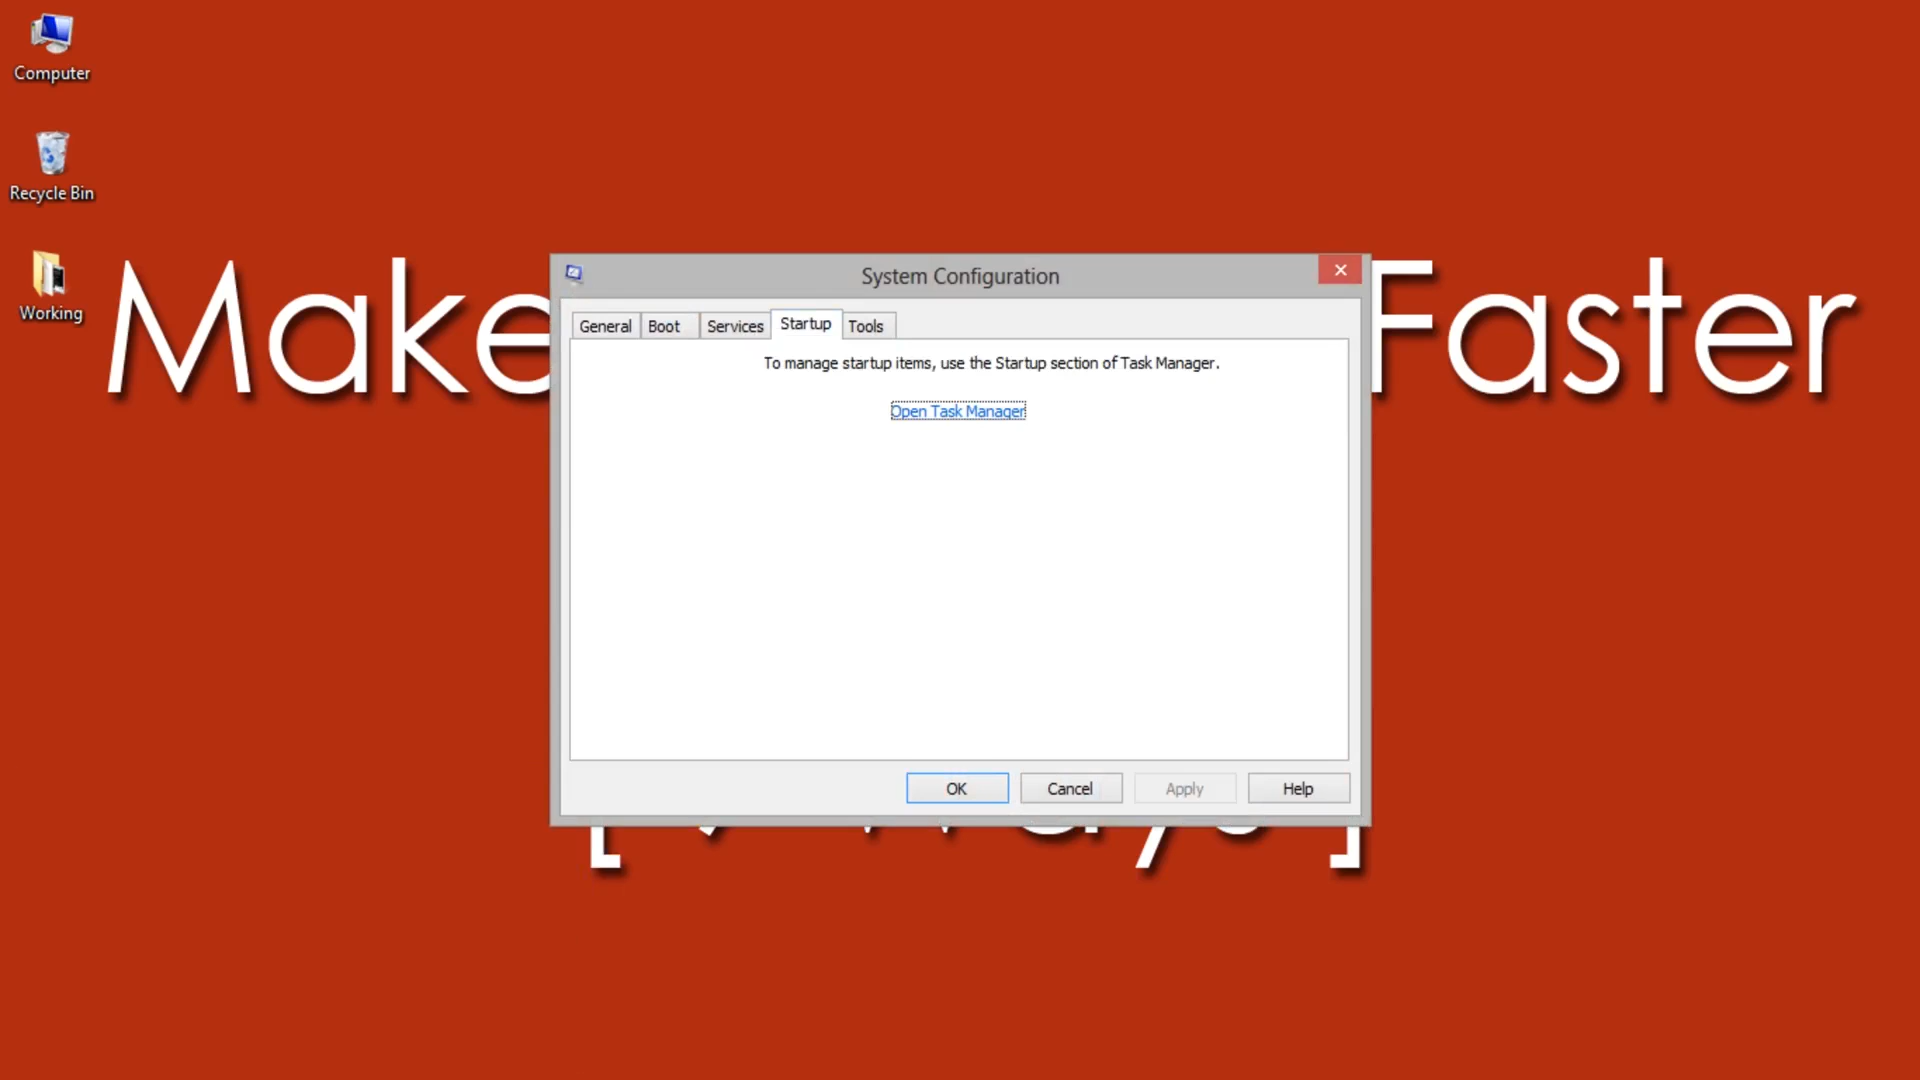 Computer
Recycle Bin
Working
Make Faster
System Configuration
General Boot Services Startup Tools
To manage startup items, use the Startup section of Task Manager.
Open Task Manager
OK Cancel Apply Help